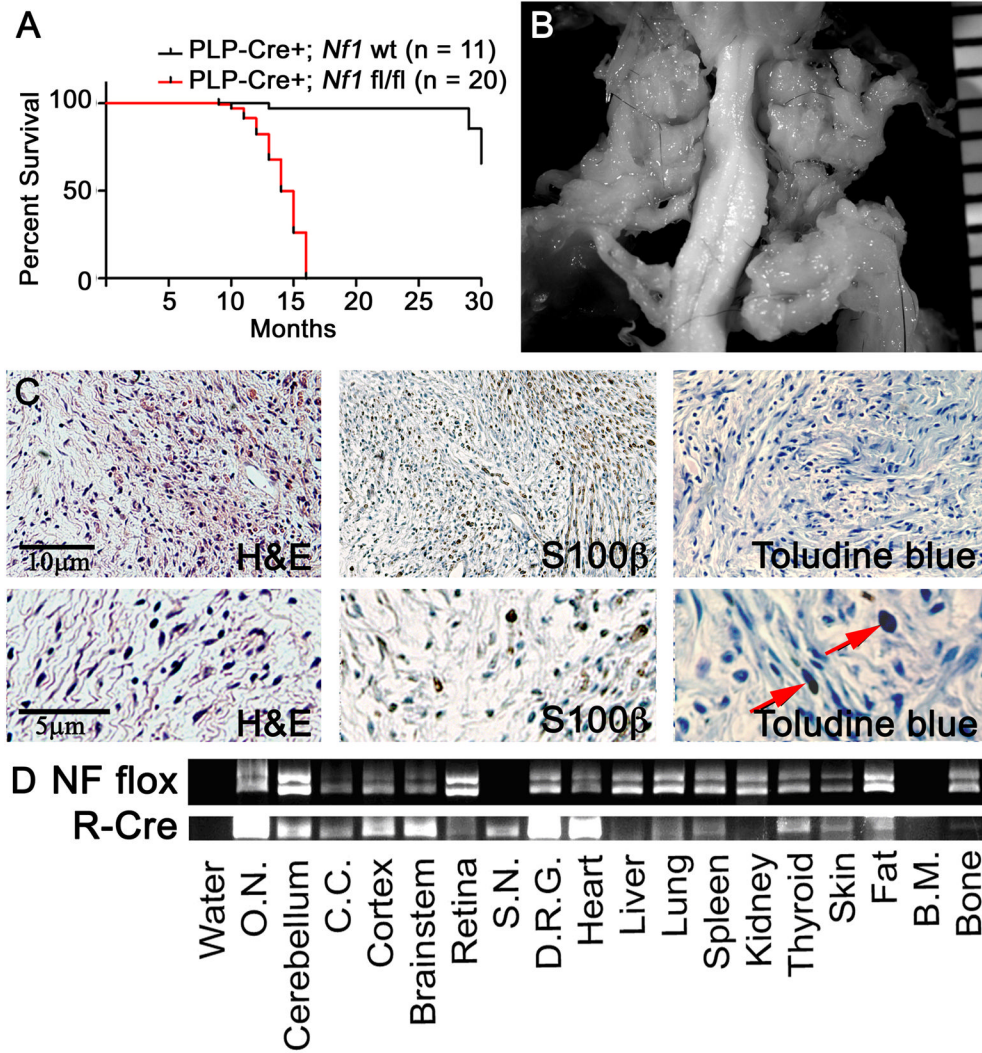 A
PLP-Cre+; Nf1 wt (n = 11)
PLP-Cre+; Nf1 fl/fl (n = 20)
100
50
0
Percent Survival
5 10 15 20 25 30
Months
B
C
10μm
H&E
S100β
Toludine blue
5μm
H&E
S100β
Toludine blue
D NF flox
R-Cre
Water
O.N.
Cerebellum
C.C.
Cortex
Brainstem
Retina
S.N.
D.R.G.
Heart
Liver
Lung
Spleen
Kidney
Thyroid
Skin
Fat
B.M.
Bone